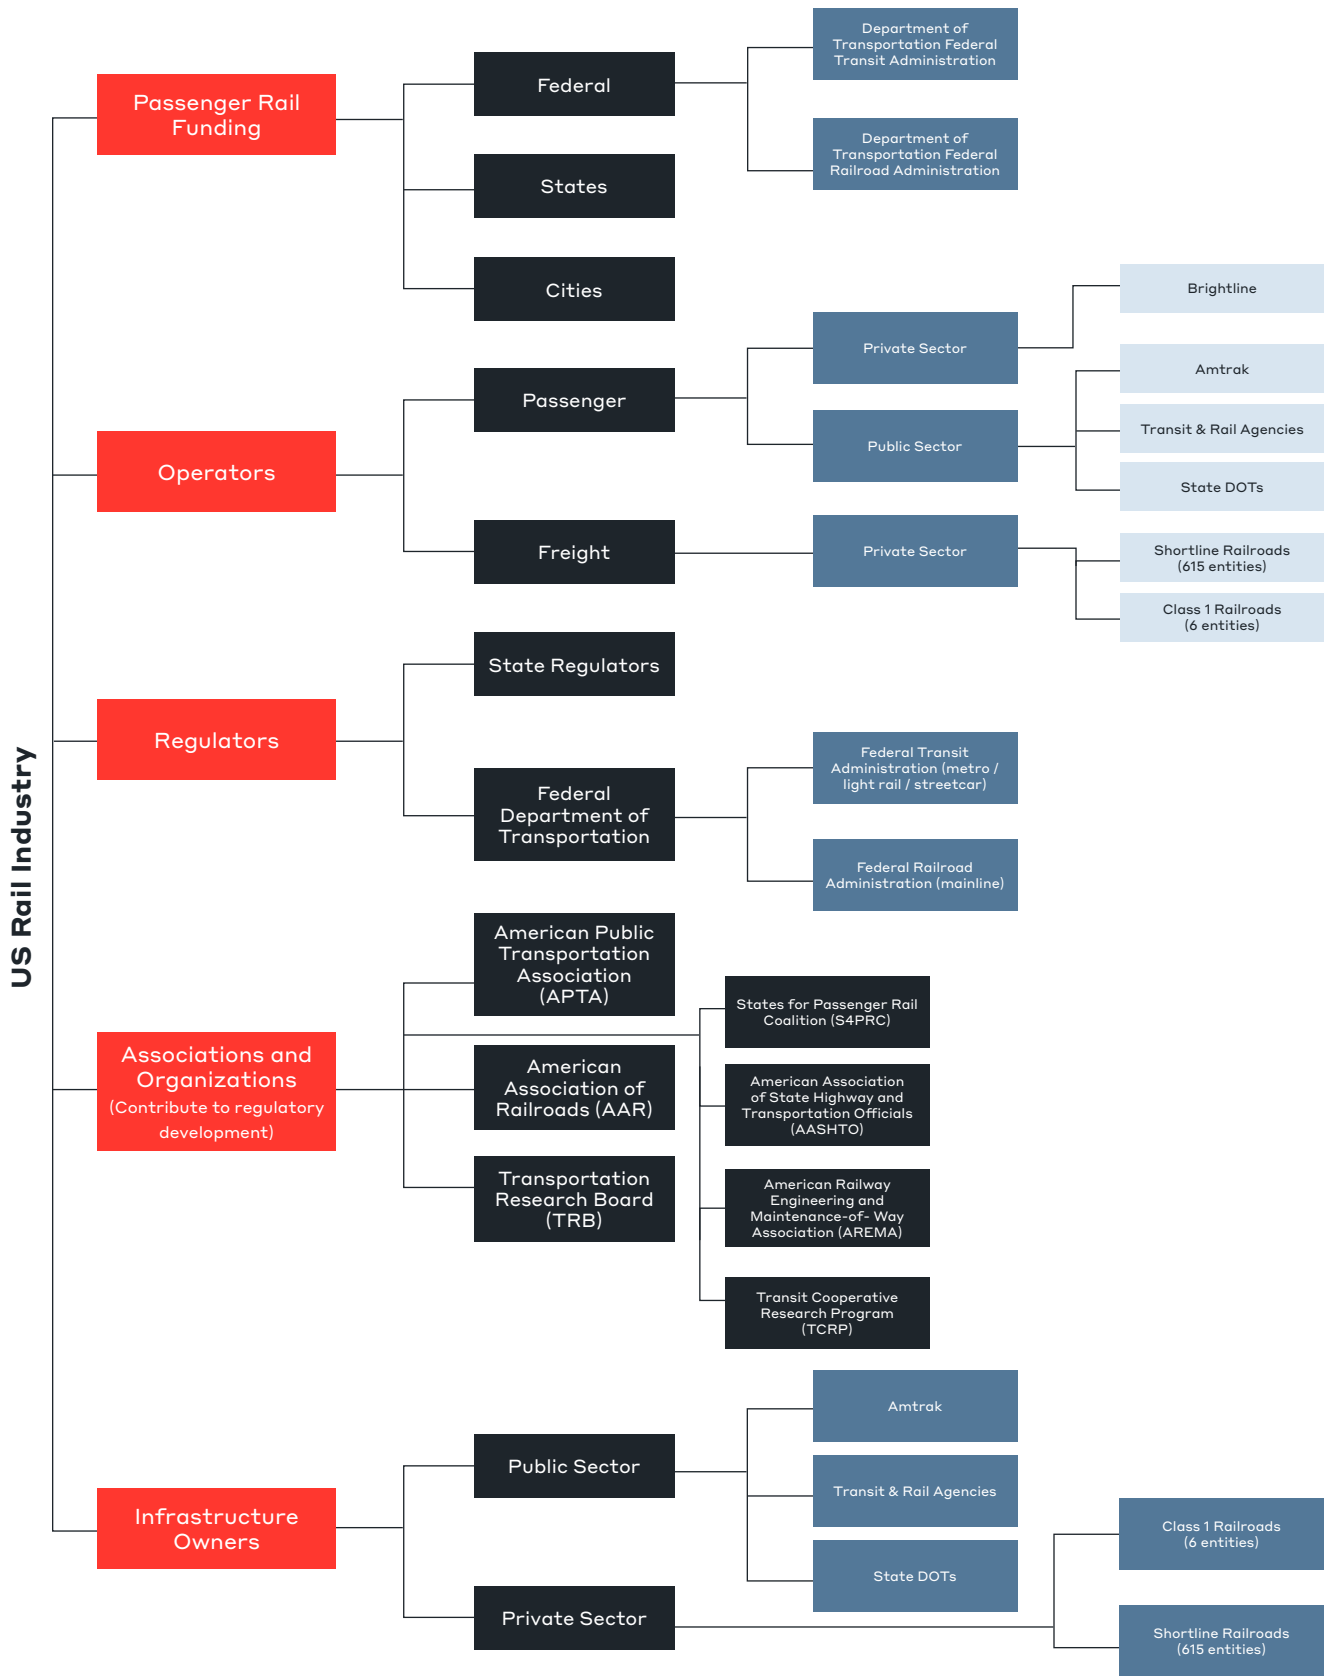 US Rail Industry
Passenger Rail
Funding
Federal
Department of
Transportation Federal
Transit Administration
Department of
Transportation Federal
Railroad Administration
States
Cities
Operators
Passenger
Private Sector
Brightline
Public Sector
Amtrak
Transit & Rail Agencies
State DOTs
Freight
Private Sector
Shortline Railroads
(615 entities)
Class 1 Railroads
(6 entities)
Regulators
State Regulators
Federal
Department of
Transportation
Federal Transit
Administration (metro /
light rail / streetcar)
Federal Railroad
Administration (mainline)
Associations and
Organizations
(Contribute to regulatory
development)
American Public
Transportation
Association
(APTA)
American
Association of
Railroads (AAR)
Transportation
Research Board
(TRB)
States for Passenger Rail
Coalition (S4PRC)
American Association
of State Highway and
Transportation Officials
(AASHTO)
American Railway
Engineering and
Maintenance-of- Way
Association (AREMA)
Transit Cooperative
Research Program
(TCRP)
Infrastructure
Owners
Public Sector
Amtrak
Transit & Rail Agencies
State DOTs
Private Sector
Class 1 Railroads
(6 entities)
Shortline Railroads
(615 entities)